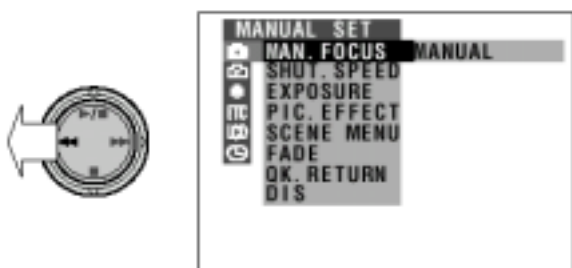 MANUAL SET
MAN. FOCUS MANUAL
SHUT. SPEED
EXPOSURE
PIC. EFFECT
SCENE MENU
FADE
QK. RETURN
DIS